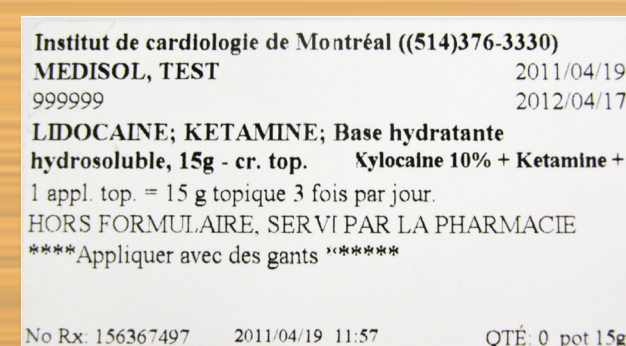 Institut de cardiologie de Montréal ((514)376-3330)
MEDISOL, TEST 2011/04/19
999999 2012/04/17
LIDOCAINE; KETAMINE; Base hydratante
hydrosoluble, 15g - cr. top. Xylocaine 10% + Ketamine +
1 appl. top. = 15 g topique 3 fois par jour.
HORS FORMULAIRE, SERVI PAR LA PHARMACIE
****Appliquer avec des gants ******
No Rx: 156367497 2011/04/19 11:57 QTÉ: 0 pot 15g